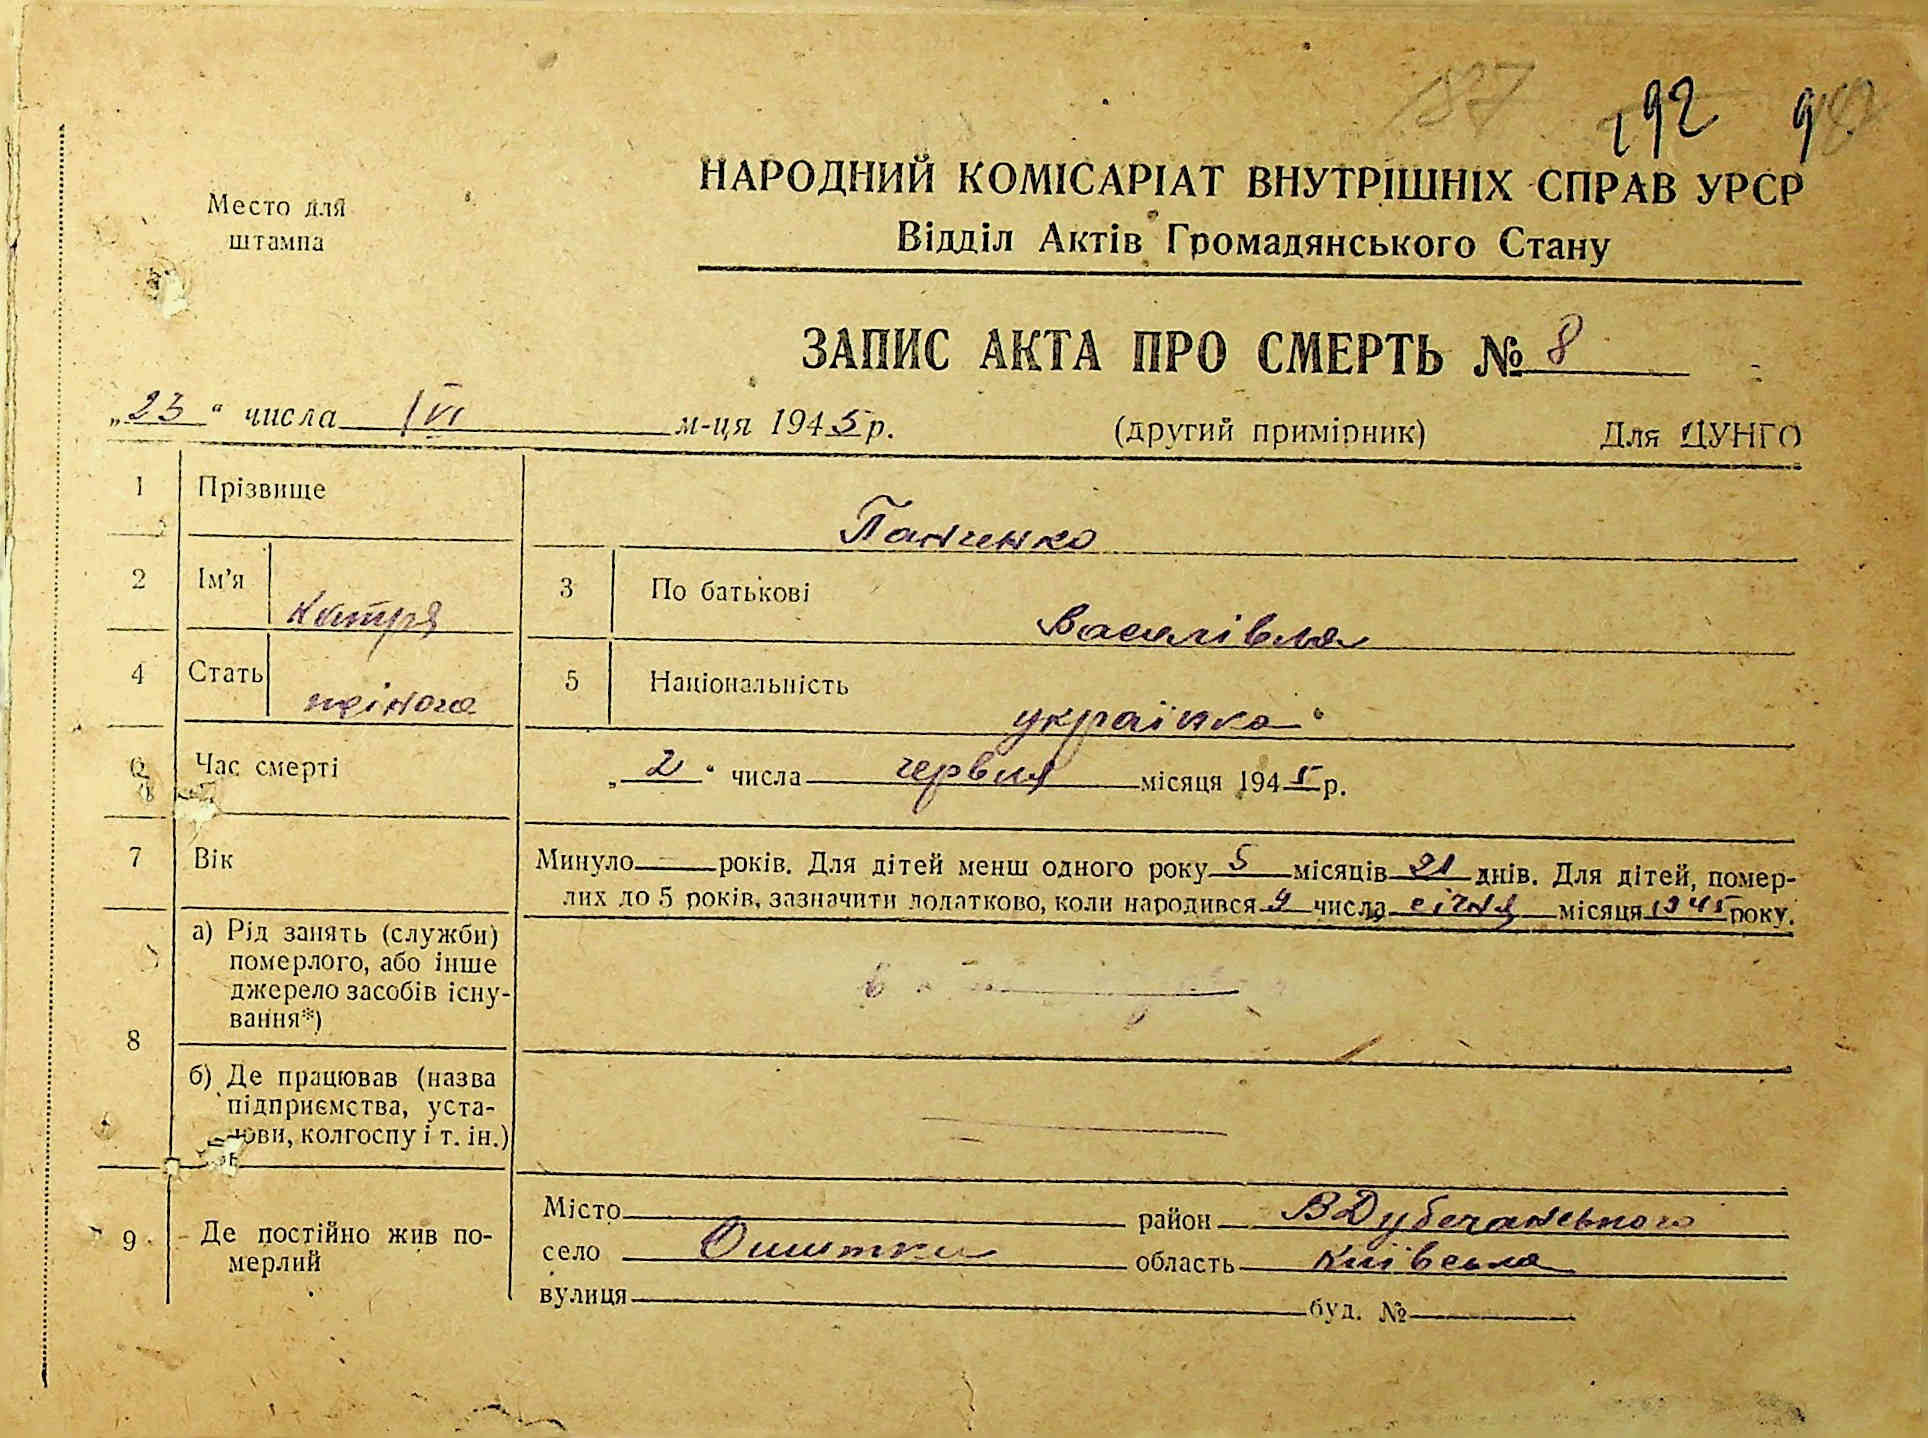 187 192 9
НАРОДНИЙ КОМІСАРІАТ ВНУТРІШНІХ СПРАВ УРСР
Відділ Актів Громадянського Стану
Место для
штампа
ЗАПИС АКТА ПРО СМЕРТЬ № 8
„23“ числа ІVІ м-ця 1945 р. (другий примірник) Для ЦУНГО
1 Прізвище Панченко
2 Ім'я Катря 3 По батькові Василівна
4 Стать жіноча 5 Національність українка
6 Час смерті „2“ числа червня місяця 1945 р.
7 Вік Минуло — років. Для дітей менш одного року 5 місяців 21 днів. Для дітей, помер-
лих до 5 років, зазначити додатково, коли народився 9 числа січня місяця 1945 року.
8 а) Рід занять (служби)
померлого, або інше
джерело засобів існу-
вання*)
б) Де працював (назва
підприємства, уста-
нови, колгоспу і т. ін.)
9 Де постійно жив по-
мерлий
Місто район ВДубечанського
село Ошитки область Київська
вулиця буд. №